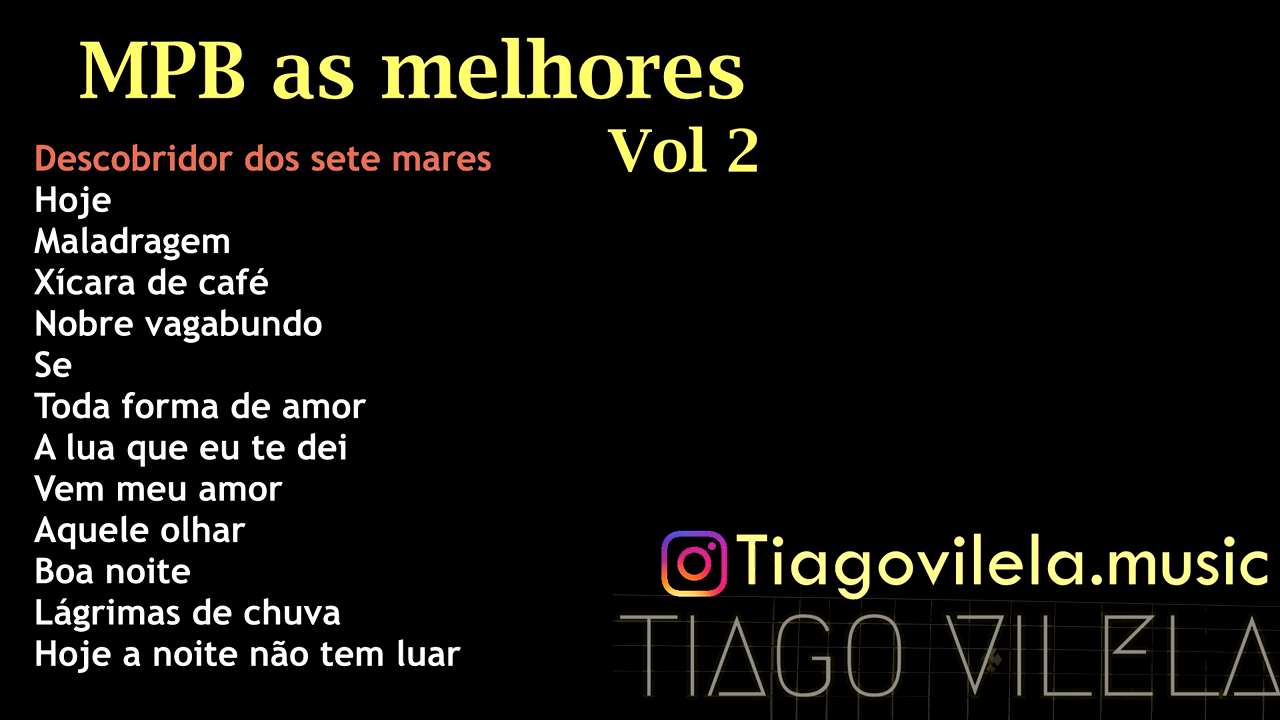 MPB as melhores
Vol 2
Descobridor dos sete mares
Hoje
Maladragem
Xícara de café
Nobre vagabundo
Se
Toda forma de amor
A lua que eu te dei
Vem meu amor
Aquele olhar
Boa noite
Lágrimas de chuva
Hoje a noite não tem luar
Tiagovilela.music
TIAGO VILELA